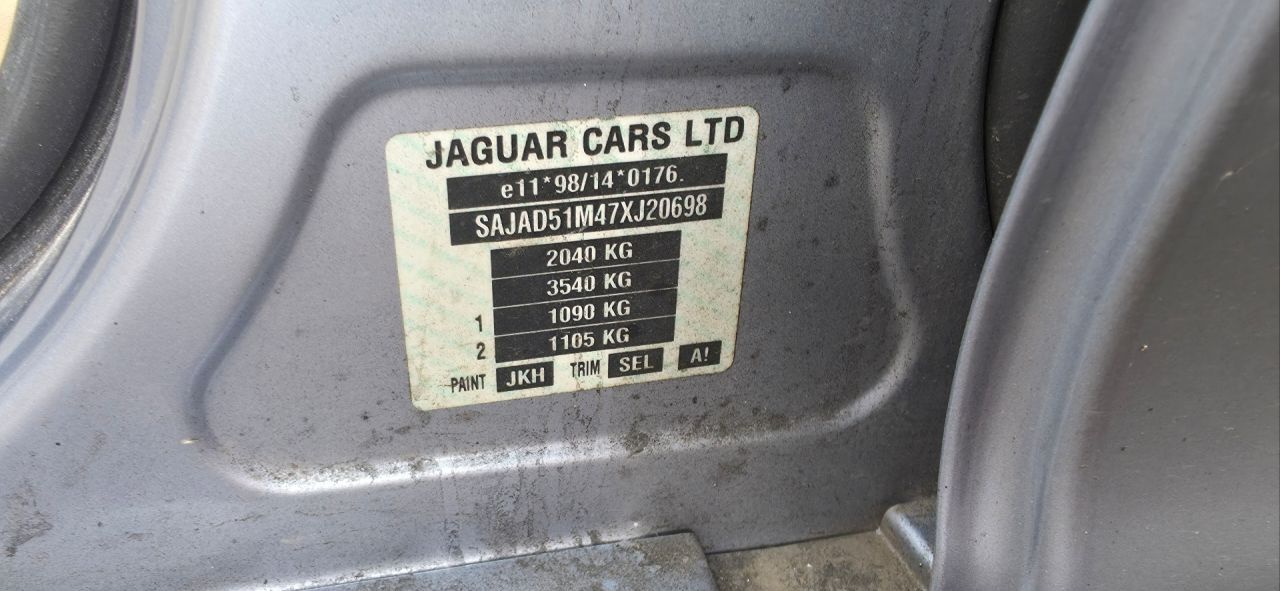 JAGUAR CARS LTD
e11*98/14*0176.
SAJAD51M47XJ20698
2040 KG
3540 KG
1 1090 KG
2 1105 KG
PAINT JKH TRIM SEL A!